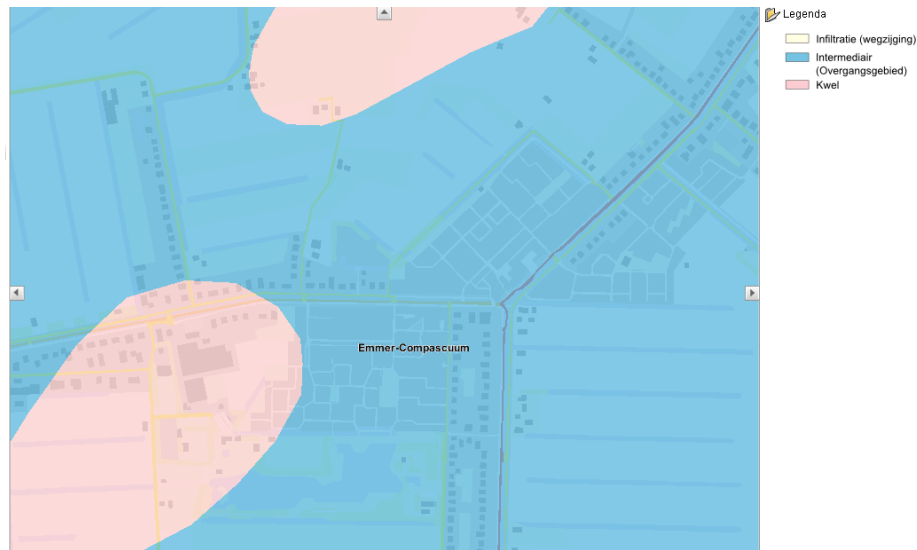 Legenda
Infiltratie (wegzijging)
Intermediair
(Overgangsgebied)
Kwel
Emmer-Compascuum